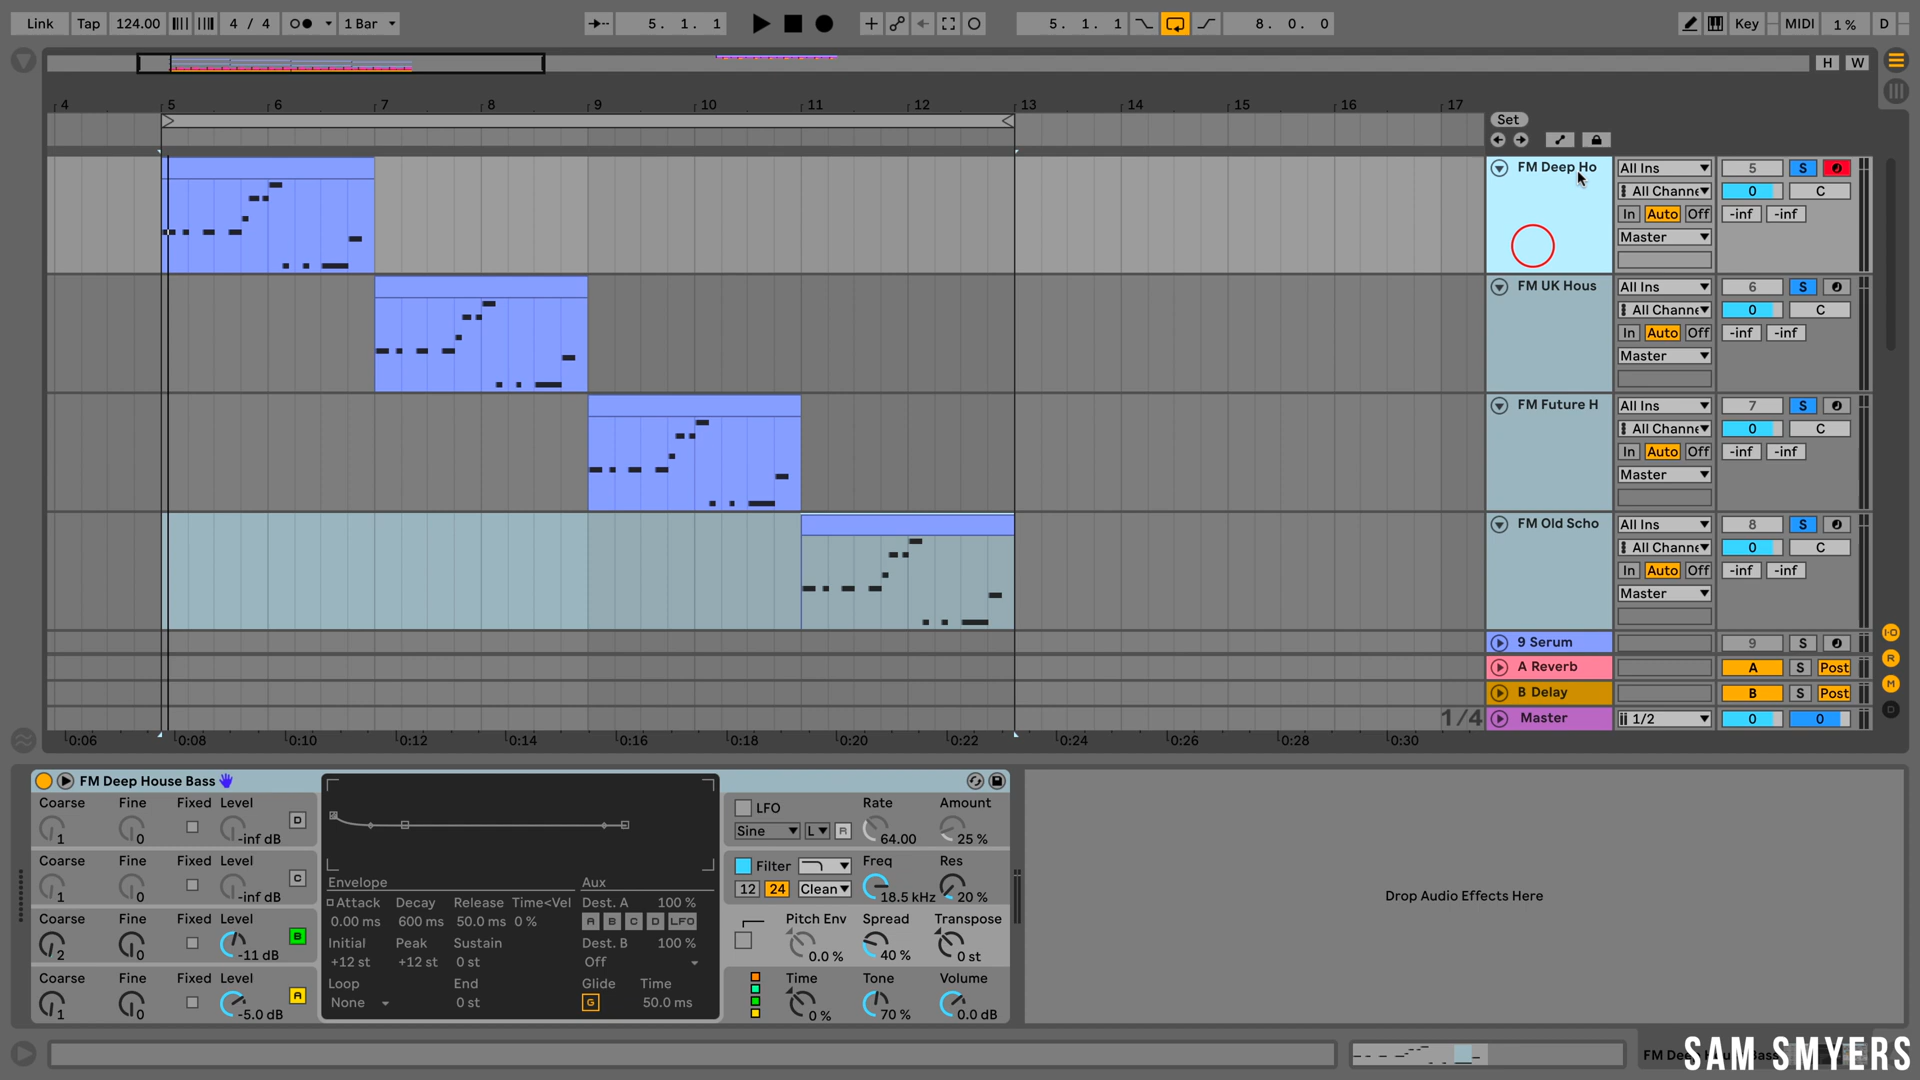 Link Tap 124.00 4 / 4 1 Bar 5. 1. 1 5. 1. 1 8. 0. 0 Key MIDI 1 % D
H W
4 5 6 7 8 9 10 11 12 13 14 15 16 17
Set
FM Deep Ho All Ins 5 S
All Channe 0 C
In Auto Off -inf -inf
Master
FM UK Hous All Ins 6 S
All Channe 0 C
In Auto Off -inf -inf
Master
FM Future H All Ins 7 S
All Channe 0 C
In Auto Off -inf -inf
Master
FM Old Scho All Ins 8 S
All Channe 0 C
In Auto Off -inf -inf
Master
9 Serum 9 S
A Reverb A S Post
B Delay B S Post
1/4 Master 1/2 0 0
I·O
R
M
D
0:06 0:08 0:10 0:12 0:14 0:16 0:18 0:20 0:22 0:24 0:26 0:28 0:30
FM Deep House Bass
Coarse Fine Fixed Level D
1 0 -inf dB
Coarse Fine Fixed Level C
1 0 -inf dB
Coarse Fine Fixed Level B
2 0 -11 dB
Coarse Fine Fixed Level A
1 0 -5.0 dB
Envelope Aux
Attack Decay Release Time<Vel Dest. A 100 %
0.00 ms 600 ms 50.0 ms 0 % A B C D LFO
Initial Peak Sustain Dest. B 100 %
+12 st +12 st 0 st Off
Loop End Glide Time
None 0 st G 50.0 ms
LFO Rate Amount
Sine L R 64.00 25 %
Filter Freq Res
12 24 Clean 18.5 kHz 20 %
Pitch Env Spread Transpose
0.0 % 40 % 0 st
Time Tone Volume
0 % 70 % 0.0 dB
Drop Audio Effects Here
SAM SMYERS